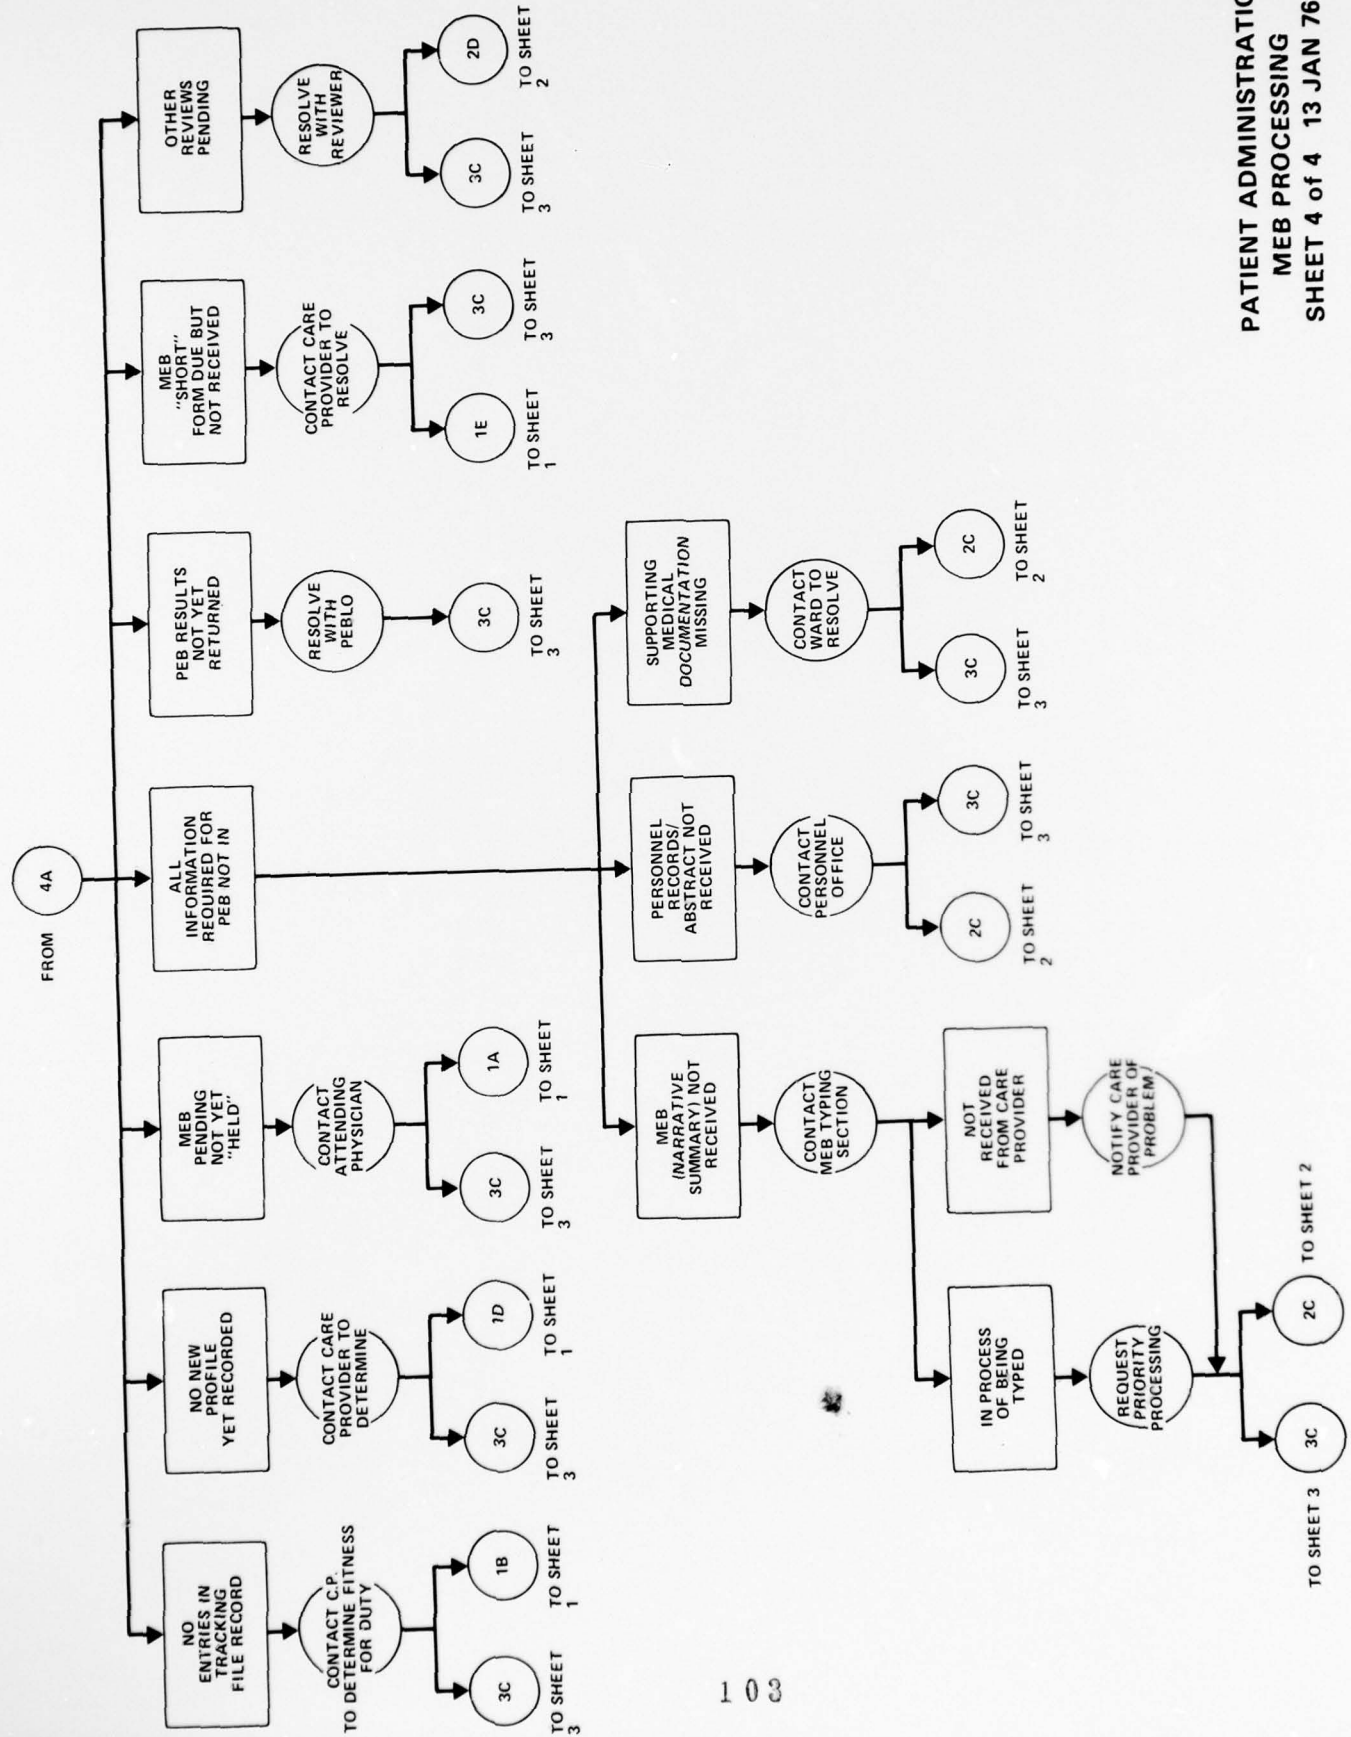 FROM
4A
NO
ENTRIES IN
TRACKING
FILE RECORD
NO NEW
PROFILE
YET RECORDED
MEB
PENDING
NOT YET
"HELD"
ALL
INFORMATION
REQUIRED FOR
PEB NOT IN
PEB RESULTS
NOT YET
RETURNED
MEB
"SHORT"
FORM DUE BUT
NOT RECEIVED
OTHER
REVIEWS
PENDING
CONTACT C.P.
TO DETERMINE FITNESS
FOR DUTY
CONTACT CARE
PROVIDER TO
DETERMINE
CONTACT
ATTENDING
PHYSICIAN
RESOLVE
WITH
PEBLO
CONTACT CARE
PROVIDER TO
RESOLVE
RESOLVE
WITH
REVIEWER
3C
1B
3C
1D
3C
1A
3C
1E
3C
3C
2D
TO SHEET
3
TO SHEET
1
TO SHEET
3
TO SHEET
1
TO SHEET
3
TO SHEET
1
TO SHEET
3
TO SHEET
1
TO SHEET
3
TO SHEET
3
TO SHEET
2
MEB
(NARRATIVE
SUMMARY) NOT
RECEIVED
PERSONNEL
RECORDS/
ABSTRACT NOT
RECEIVED
SUPPORTING
MEDICAL
DOCUMENTATION
MISSING
CONTACT
MEB TYPING
SECTION
CONTACT
PERSONNEL
OFFICE
CONTACT
WARD TO
RESOLVE
2C
3C
3C
2C
TO SHEET
2
TO SHEET
3
TO SHEET
3
TO SHEET
2
IN PROCESS
OF BEING
TYPED
NOT
RECEIVED
FROM CARE
PROVIDER
REQUEST
PRIORITY
PROCESSING
NOTIFY CARE
PROVIDER OF
PROBLEM
TO SHEET 3
3C
2C
TO SHEET 2
PATIENT ADMINISTRATIO
MEB PROCESSING
SHEET 4 of 4 13 JAN 76
103